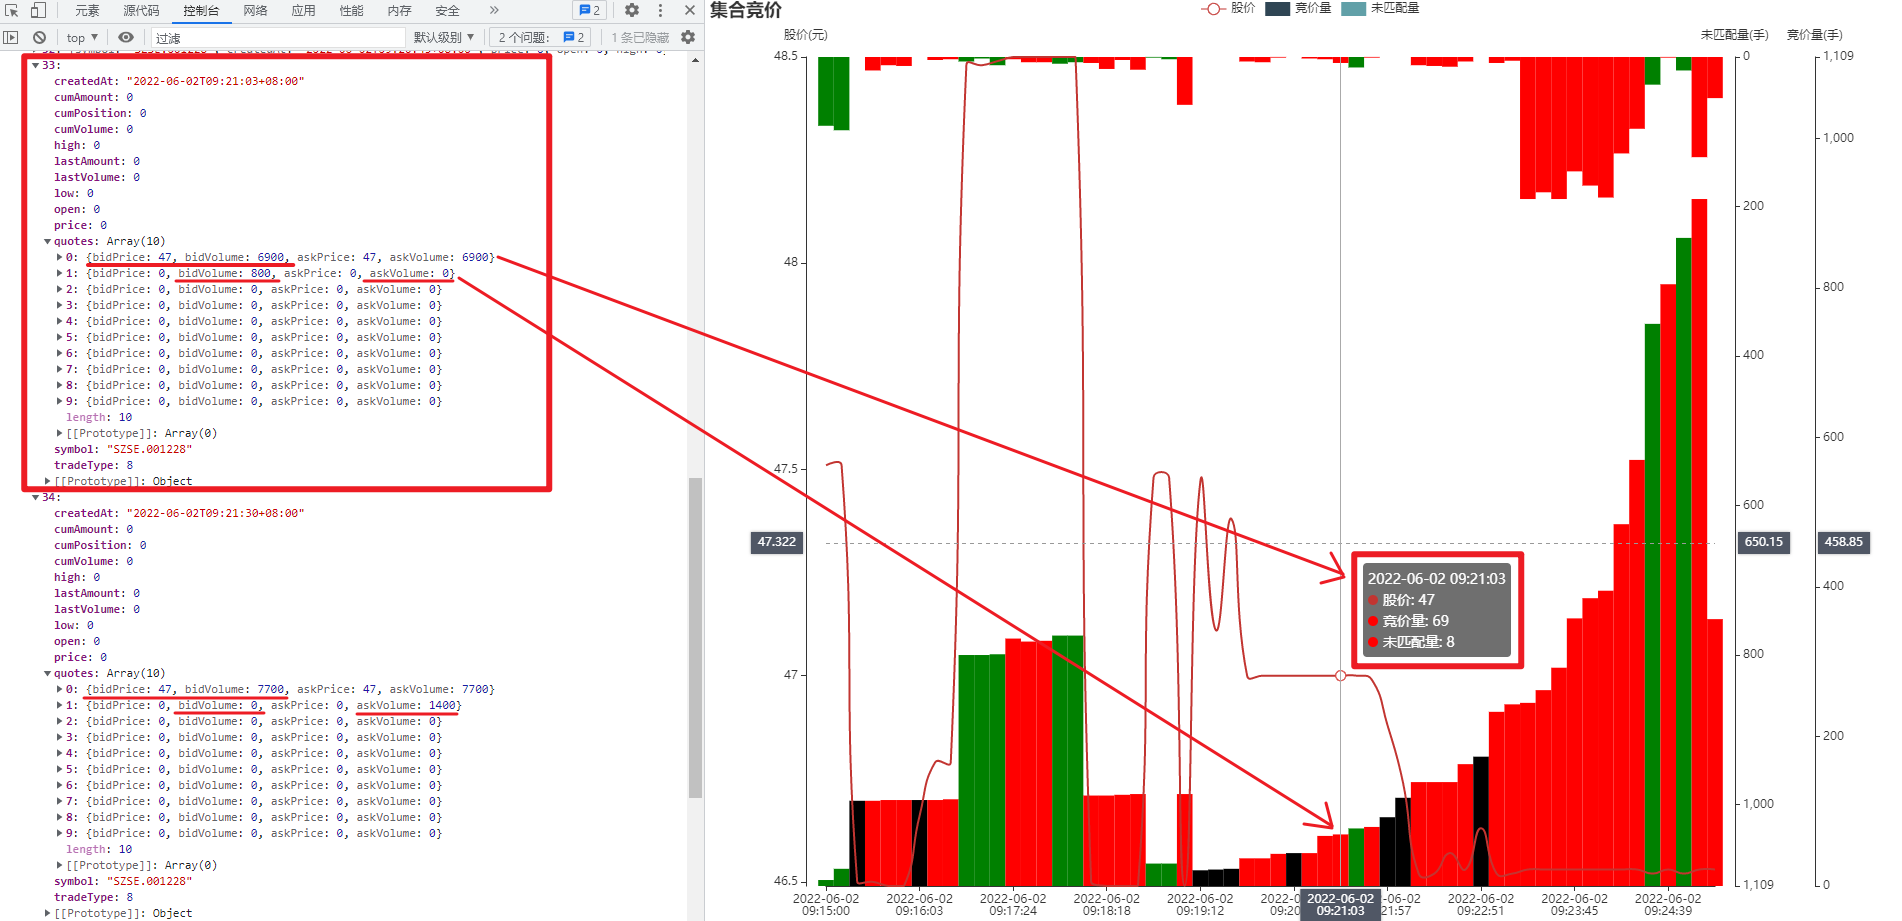 元素 源代码 控制台 网络 应用 性能 内存 安全 » 2
top 过滤 默认级别 2 个问题: 2 1 条已隐藏
33:
createdAt: "2022-06-02T09:21:03+08:00"
cumAmount: 0
cumPosition: 0
cumVolume: 0
high: 0
lastAmount: 0
lastVolume: 0
low: 0
open: 0
price: 0
quotes: Array(10)
0: {bidPrice: 47, bidVolume: 6900, askPrice: 47, askVolume: 6900}
1: {bidPrice: 0, bidVolume: 800, askPrice: 0, askVolume: 0}
2: {bidPrice: 0, bidVolume: 0, askPrice: 0, askVolume: 0}
3: {bidPrice: 0, bidVolume: 0, askPrice: 0, askVolume: 0}
4: {bidPrice: 0, bidVolume: 0, askPrice: 0, askVolume: 0}
5: {bidPrice: 0, bidVolume: 0, askPrice: 0, askVolume: 0}
6: {bidPrice: 0, bidVolume: 0, askPrice: 0, askVolume: 0}
7: {bidPrice: 0, bidVolume: 0, askPrice: 0, askVolume: 0}
8: {bidPrice: 0, bidVolume: 0, askPrice: 0, askVolume: 0}
9: {bidPrice: 0, bidVolume: 0, askPrice: 0, askVolume: 0}
length: 10
[[Prototype]]: Array(0)
symbol: "SZSE.001228"
tradeType: 8
[[Prototype]]: Object
34:
createdAt: "2022-06-02T09:21:30+08:00"
cumAmount: 0
cumPosition: 0
cumVolume: 0
high: 0
lastAmount: 0
lastVolume: 0
low: 0
open: 0
price: 0
quotes: Array(10)
0: {bidPrice: 47, bidVolume: 7700, askPrice: 47, askVolume: 7700}
1: {bidPrice: 0, bidVolume: 0, askPrice: 0, askVolume: 1400}
2: {bidPrice: 0, bidVolume: 0, askPrice: 0, askVolume: 0}
3: {bidPrice: 0, bidVolume: 0, askPrice: 0, askVolume: 0}
4: {bidPrice: 0, bidVolume: 0, askPrice: 0, askVolume: 0}
5: {bidPrice: 0, bidVolume: 0, askPrice: 0, askVolume: 0}
6: {bidPrice: 0, bidVolume: 0, askPrice: 0, askVolume: 0}
7: {bidPrice: 0, bidVolume: 0, askPrice: 0, askVolume: 0}
8: {bidPrice: 0, bidVolume: 0, askPrice: 0, askVolume: 0}
9: {bidPrice: 0, bidVolume: 0, askPrice: 0, askVolume: 0}
length: 10
[[Prototype]]: Array(0)
symbol: "SZSE.001228"
tradeType: 8
[[Prototype]]: Object
集合竞价
股价 竞价量 未匹配量
股价(元)
未匹配量(手) 竞价量(手)
48.5
48
47.5
47.322
47
46.5
0
200
400
600
650.15
800
1,000
1,109
1,109
1,000
800
600
458.85
400
200
0
2022-06-02 09:21:03
股价: 47
竞价量: 69
未匹配量: 8
2022-06-02
09:15:00
2022-06-02
09:16:03
2022-06-02
09:17:24
2022-06-02
09:18:18
2022-06-02
09:19:12
2022-06-02
09:21:03
2022-06-02
09:22:51
2022-06-02
09:23:45
2022-06-02
09:24:39